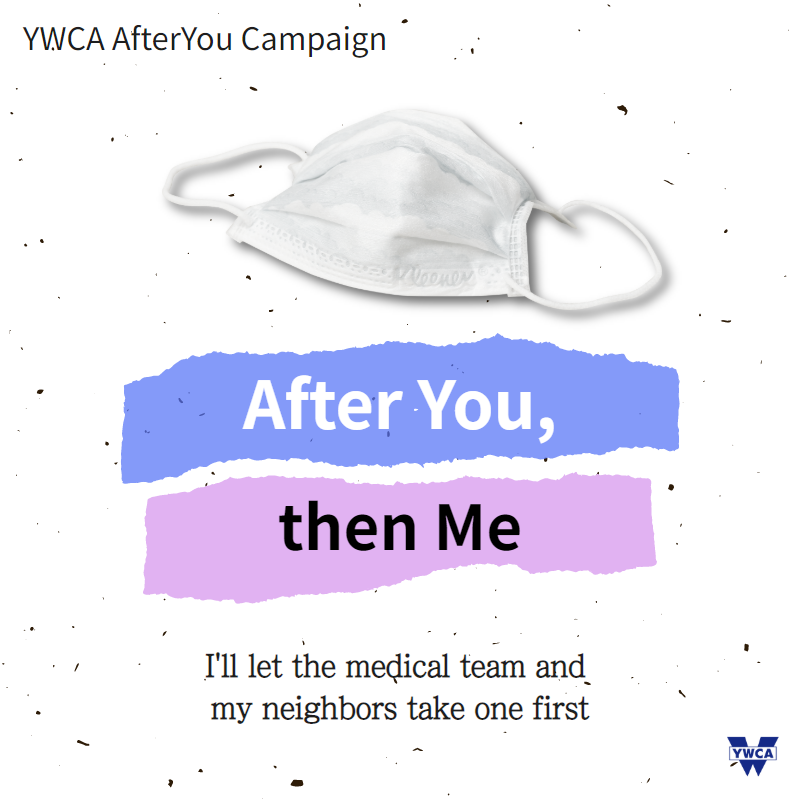 YWCA AfterYou Campaign
Kleenex
After You,
then Me
I'll let the medical team and
my neighbors take one first
YWCA